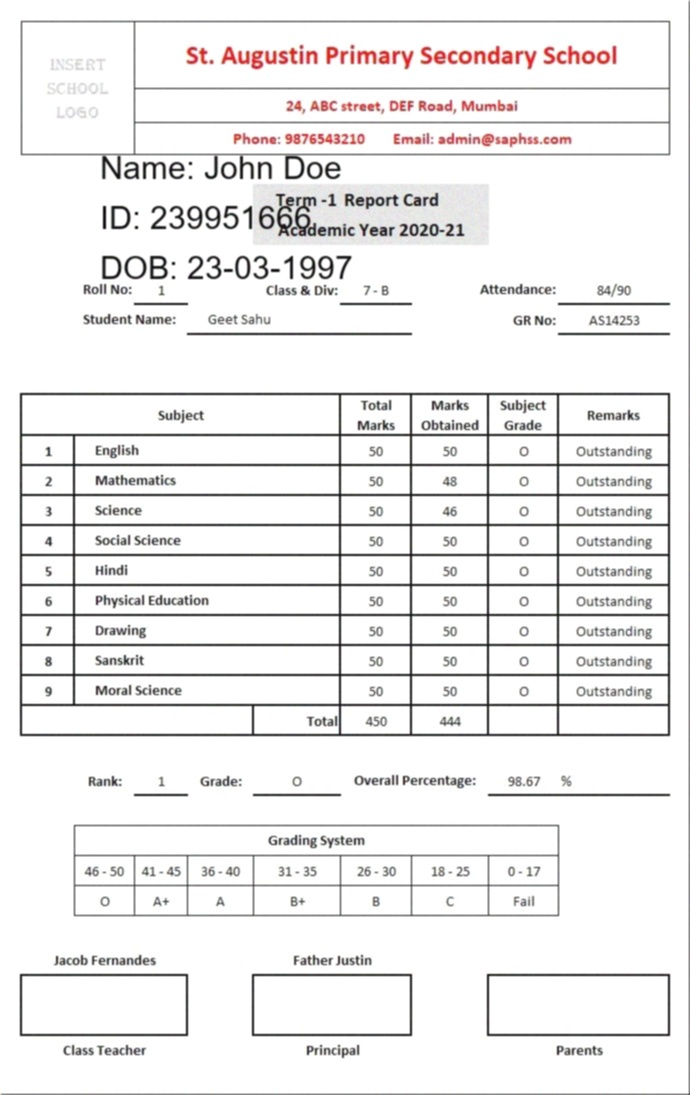 INSERT
SCHOOL
LOGO
St. Augustin Primary Secondary School
24, ABC street, DEF Road, Mumbai
Phone: 9876543210 Email: admin@saphss.com
Name: John Doe
Term -1 Report Card
ID: 239951666
Academic Year 2020-21
DOB: 23-03-1997
Roll No: 1 Class & Div: 7 - B Attendance: 84/90
Student Name: Geet Sahu GR No: AS14253
Subject Total Marks Marks Obtained Subject Grade Remarks
1 English 50 50 O Outstanding
2 Mathematics 50 48 O Outstanding
3 Science 50 46 O Outstanding
4 Social Science 50 50 O Outstanding
5 Hindi 50 50 O Outstanding
6 Physical Education 50 50 O Outstanding
7 Drawing 50 50 O Outstanding
8 Sanskrit 50 50 O Outstanding
9 Moral Science 50 50 O Outstanding
Total 450 444
Rank: 1 Grade: O Overall Percentage: 98.67 %
Grading System
46 - 50 41 - 45 36 - 40 31 - 35 26 - 30 18 - 25 0 - 17
O A+ A B+ B C Fail
Jacob Fernandes Father Justin
Class Teacher Principal Parents